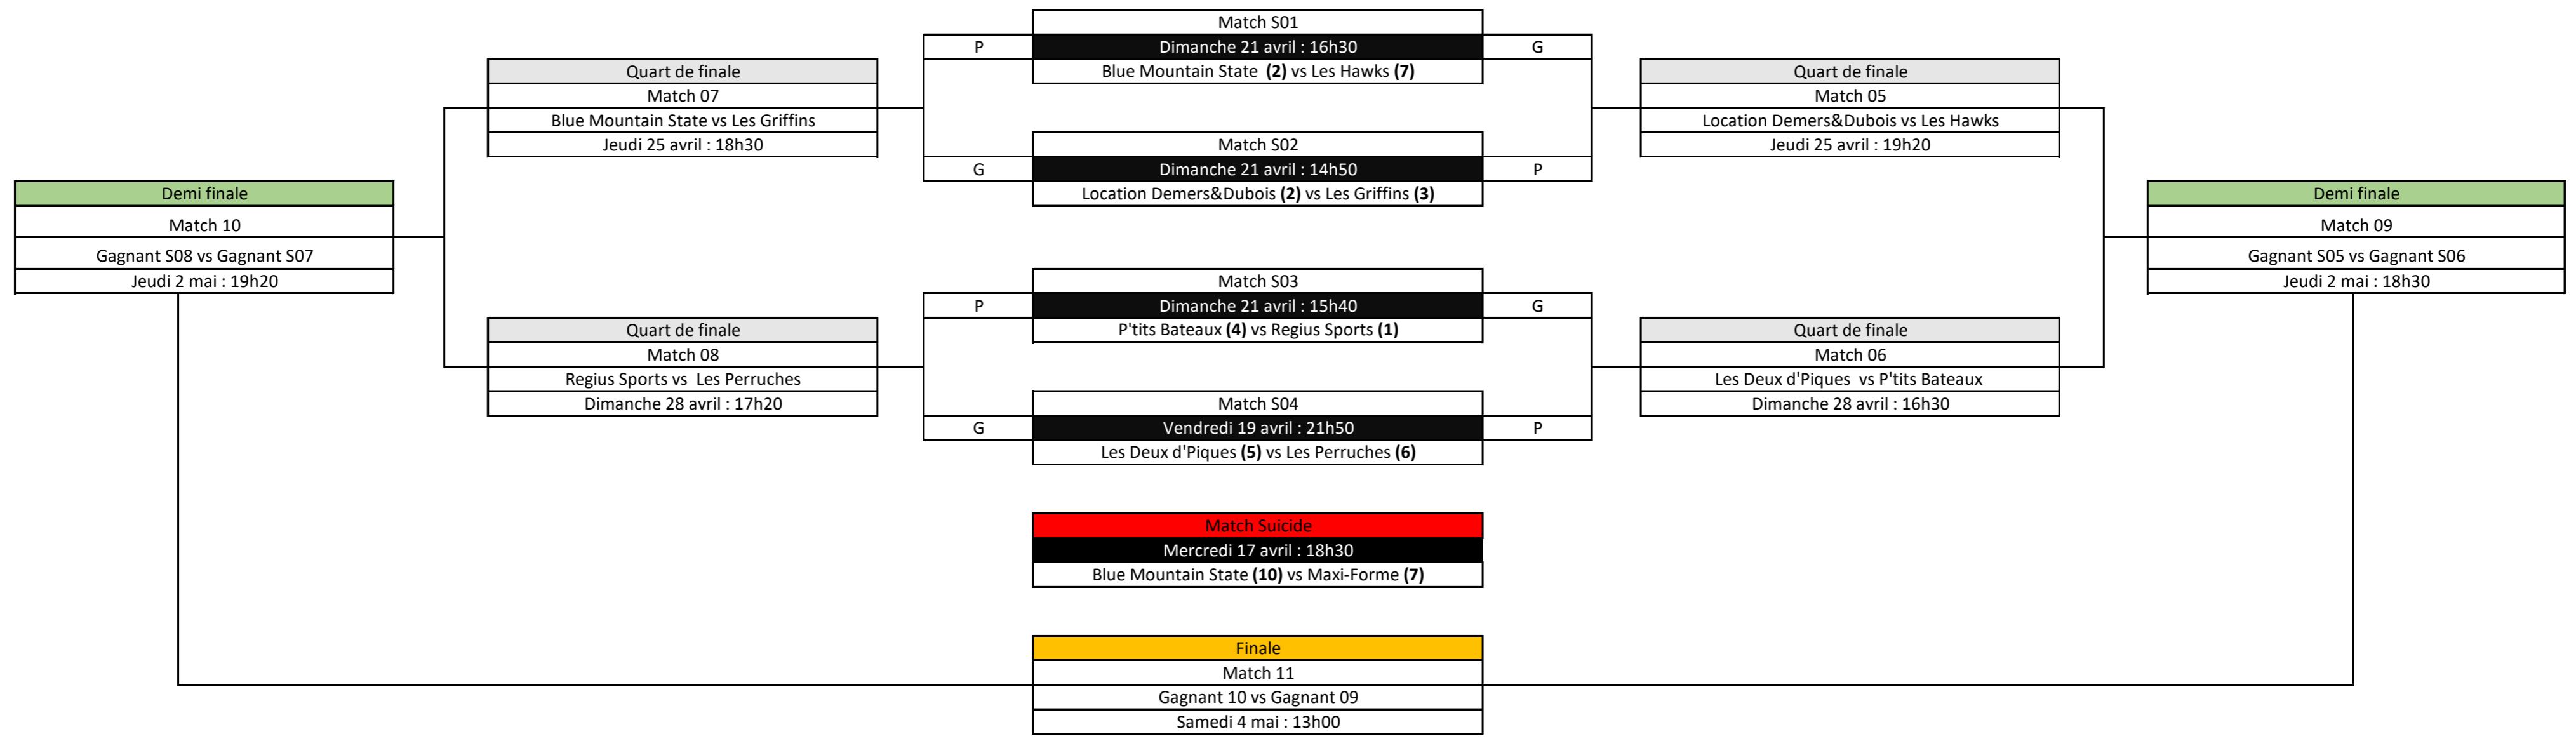 Match S01
P
Dimanche 21 avril : 16h30
G
Blue Mountain State (2) vs Les Hawks (7)
Quart de finale
Match 07
Blue Mountain State vs Les Griffins
Jeudi 25 avril : 18h30
Quart de finale
Match 05
Location Demers&Dubois vs Les Hawks
Jeudi 25 avril : 19h20
Match S02
G
Dimanche 21 avril : 14h50
P
Location Demers&Dubois (2) vs Les Griffins (3)
Demi finale
Match 10
Gagnant S08 vs Gagnant S07
Jeudi 2 mai : 19h20
Demi finale
Match 09
Gagnant S05 vs Gagnant S06
Jeudi 2 mai : 18h30
Match S03
P
Dimanche 21 avril : 15h40
G
P'tits Bateaux (4) vs Regius Sports (1)
Quart de finale
Match 08
Regius Sports vs Les Perruches
Dimanche 28 avril : 17h20
Quart de finale
Match 06
Les Deux d'Piques vs P'tits Bateaux
Dimanche 28 avril : 16h30
Match S04
G
Vendredi 19 avril : 21h50
P
Les Deux d'Piques (5) vs Les Perruches (6)
Match Suicide
Mercredi 17 avril : 18h30
Blue Mountain State (10) vs Maxi-Forme (7)
Finale
Match 11
Gagnant 10 vs Gagnant 09
Samedi 4 mai : 13h00